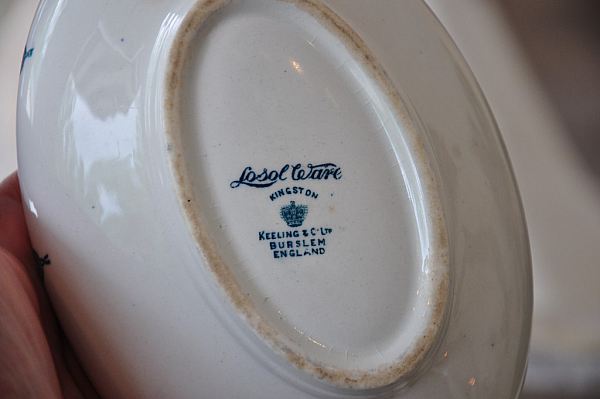 Losol Ware
KINGSTON
KEELING & Co LTD
BURSLEM
ENGLAND